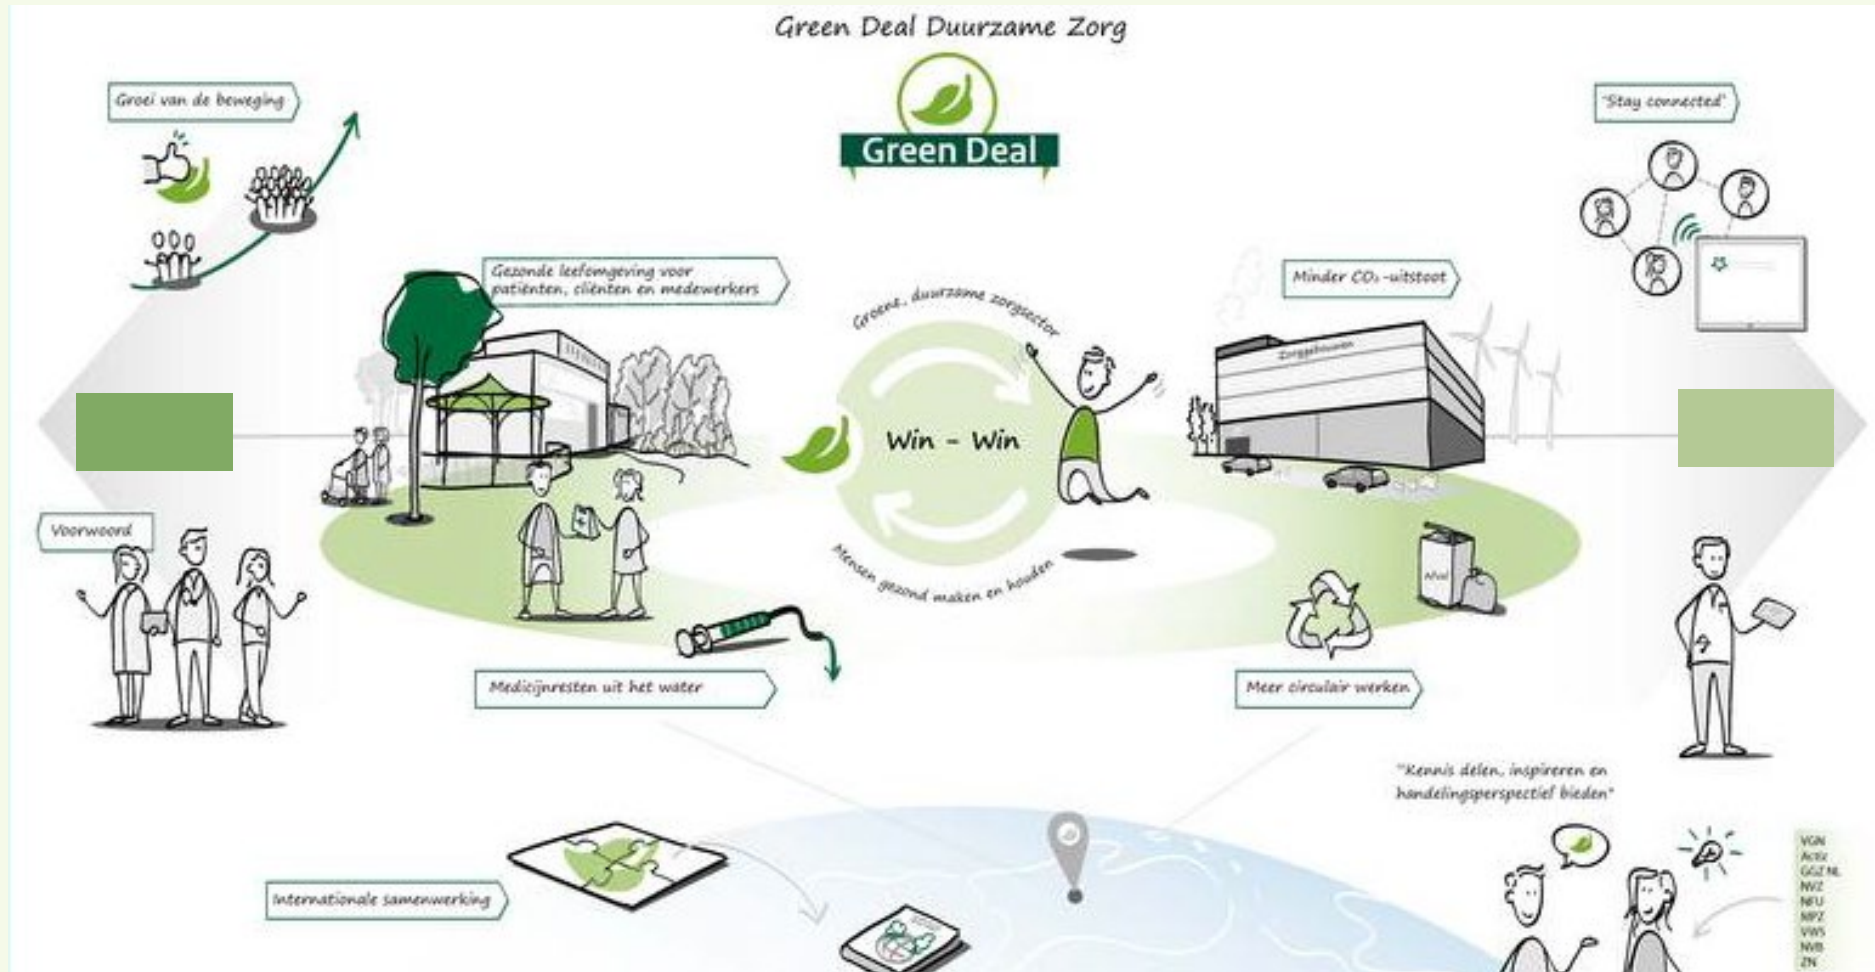 Green Deal Duurzame Zorg
Green Deal
Groei van de beweging
"Stay connected"
Gezonde leefomgeving voor
patiënten, cliënten en medewerkers
Minder CO₂-uitstoot
Groene, duurzame zorgsector
Zorggebouwen
Win - Win
Voorwoord
Mensen gezond maken en houden
Afval
Medicijnresten uit het water
Meer circulair werken
"Kennis delen, inspireren en
handelingsperspectief bieden"
Internationale samenwerking
VGN
Actiz
GGZ NL
NVZ
NFU
MPZ
VWS
NVB
ZN